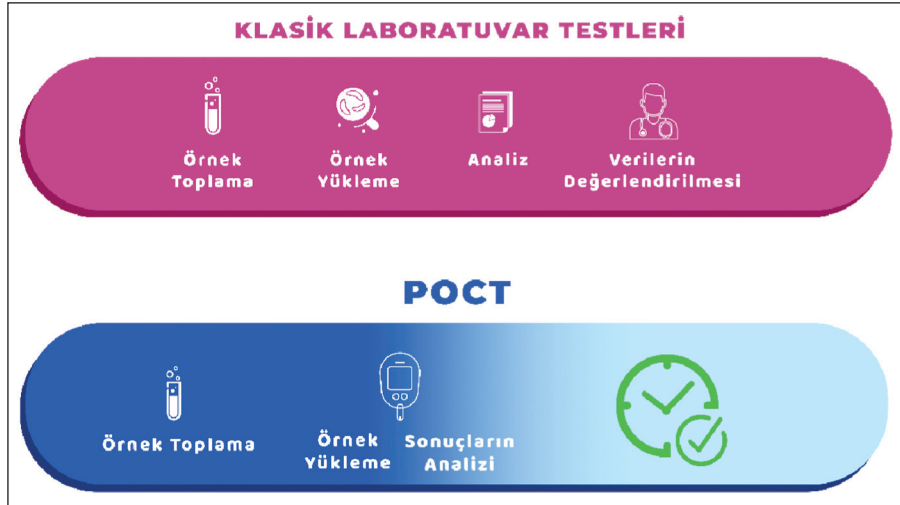 KLASİK LABORATUVAR TESTLERİ
Örnek
Toplama
Örnek
Yükleme
Analiz
Verilerin
Değerlendirilmesi
POCT
Örnek Toplama
Örnek
Yükleme
Sonuçların
Analizi